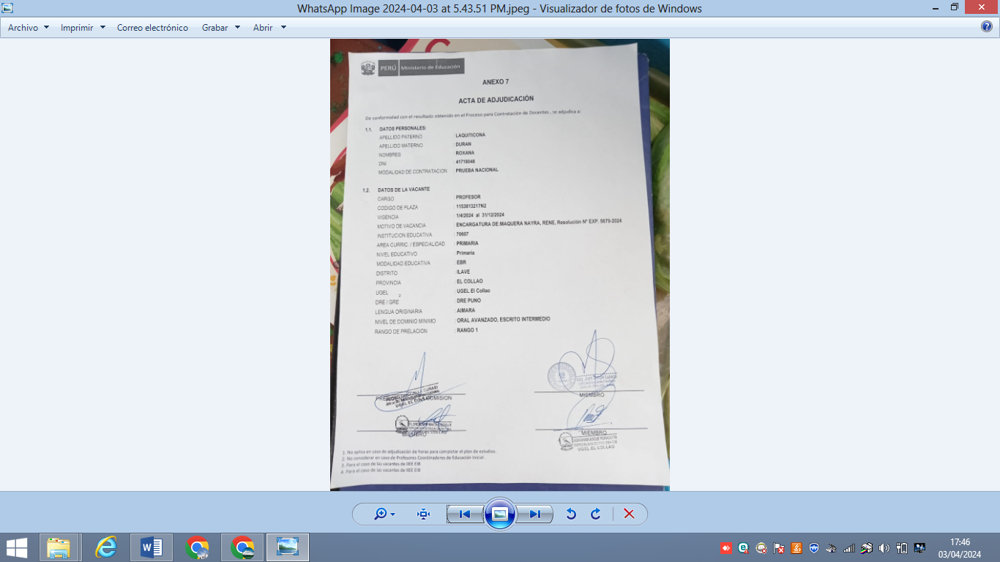 WhatsApp Image 2024-04-03 at 5.43.51 PM.jpeg - Visualizador de fotos de Windows
Archivo Imprimir Correo electrónico Grabar Abrir
PERÚ Ministerio de Educación
ANEXO 7
ACTA DE ADJUDICACIÓN
De conformidad con el resultado obtenido en el Proceso para Contratación de Docentes , se adjudica a:
1.1. DATOS PERSONALES:
APELLIDO PATERNO : LAQUITICONA
APELLIDO MATERNO : DURAN
NOMBRES : ROXANA
DNI : 41718048
MODALIDAD DE CONTRATACION : PRUEBA NACIONAL
1.2. DATOS DE LA VACANTE
CARGO : PROFESOR
CODIGO DE PLAZA : 1153813217N2
VIGENCIA : 1/4/2024 al 31/12/2024
MOTIVO DE VACANCIA : ENCARGATURA DE:MAQUERA NAYRA, RENE, Resolución N° EXP. 5679-2024
INSTITUCION EDUCATIVA : 70607
AREA CURRIC. / ESPECIALIDAD : PRIMARIA
NIVEL EDUCATIVO : Primaria
MODALIDAD EDUCATIVA : EBR
DISTRITO : ILAVE
PROVINCIA : EL COLLAO
UGEL 2 : UGEL El Collao
DRE / GRE : DRE PUNO
LENGUA ORIGINARIA : AIMARA
NIVEL DE DOMINIO MINIMO : ORAL AVANZADO, ESCRITO INTERMEDIO
RANGO DE PRELACION : RANGO 1
UGEL EL COLLAO
MIEMBRO
MIEMBRO
MIEMBRO
UGEL EL COLLAO
1. No aplica en caso de adjudicación de horas para completar el plan de estudios.
2. No considerar en caso de Profesores Coordinadores de Educación Inicial .
3. Para el caso de las vacantes de IIEE EIB
4. Para el caso de las vacantes de IIEE EIB
17:46
03/04/2024